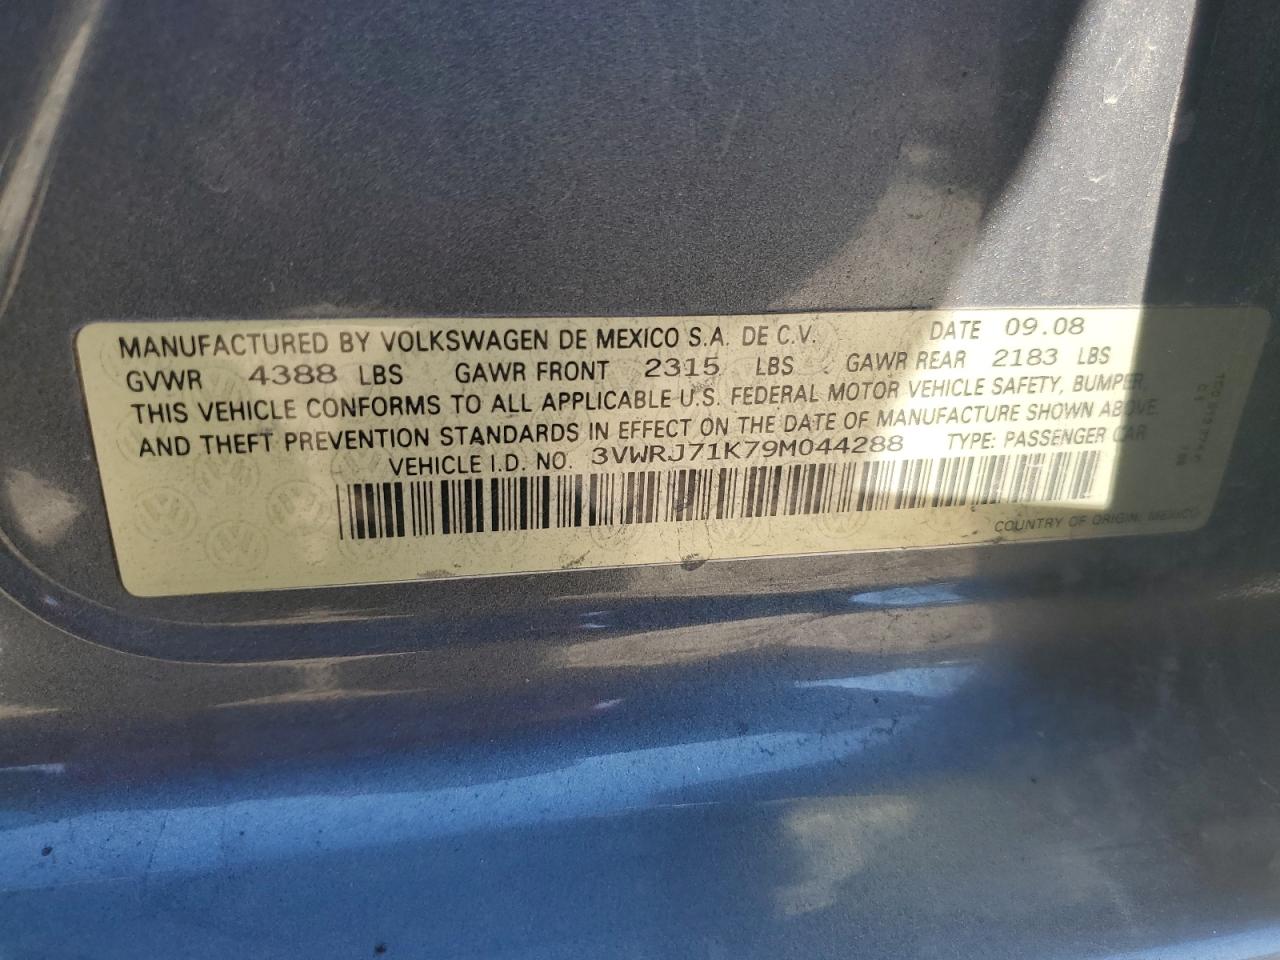 MANUFACTURED BY VOLKSWAGEN DE MEXICO S.A. DE C.V. DATE 09.08
GVWR 4388 LBS GAWR FRONT 2315 LBS GAWR REAR 2183 LBS
THIS VEHICLE CONFORMS TO ALL APPLICABLE U.S. FEDERAL MOTOR VEHICLE SAFETY, BUMPER,
AND THEFT PREVENTION STANDARDS IN EFFECT ON THE DATE OF MANUFACTURE SHOWN ABOVE
VEHICLE I.D. NO. 3VWRJ71K79M044288 TYPE: PASSENGER CAR
COUNTRY OF ORIGIN: MEXICO